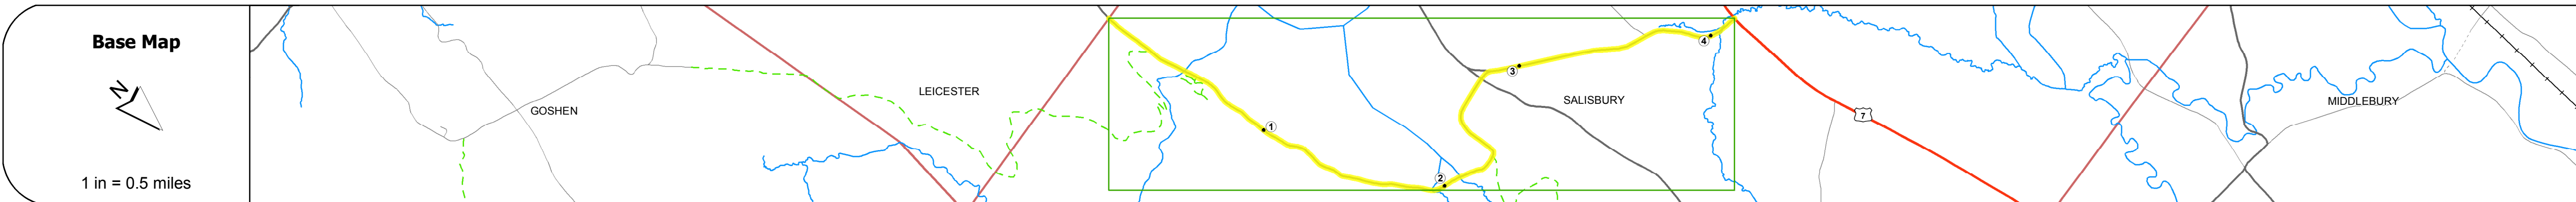 Base Map
N
1 in = 0.5 miles
GOSHEN
LEICESTER
1
2
3
4
SALISBURY
7
MIDDLEBURY